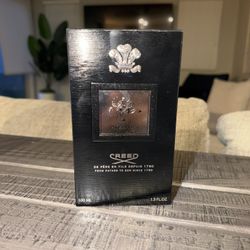 CREED
DE PÈRE EN FILS DEPUIS 1760
FROM FATHER TO SON SINCE 1760
100 ML
3.3 FL.OZ